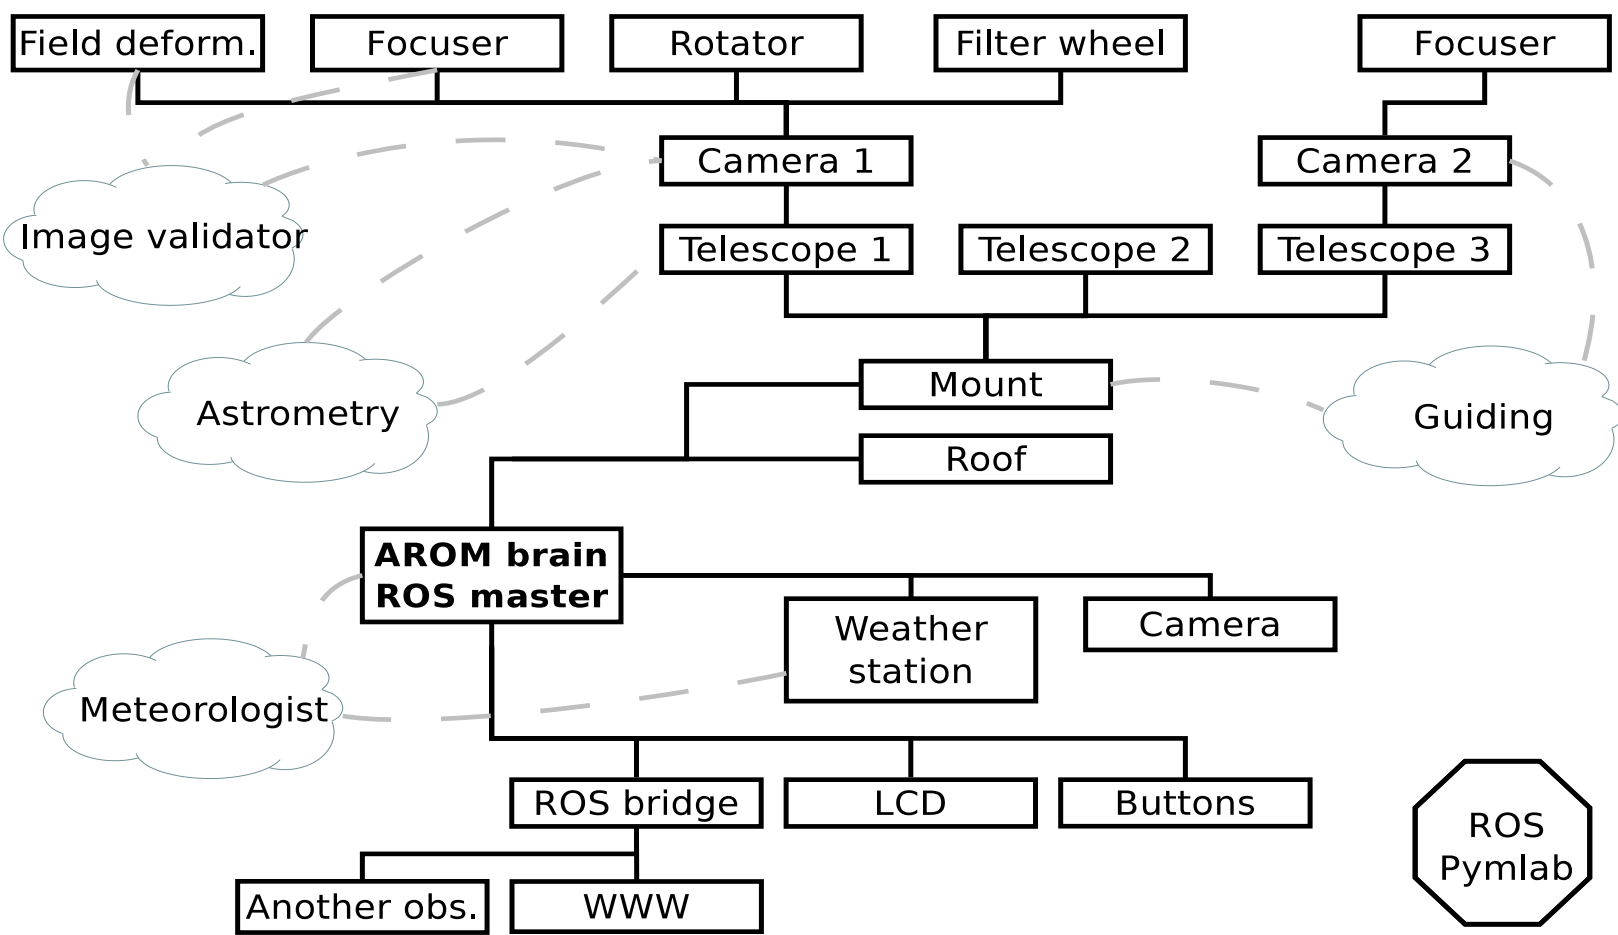 Field deform.
Focuser
Rotator
Filter wheel
Focuser
Camera 1
Camera 2
Image validator
Telescope 1
Telescope 2
Telescope 3
Mount
Astrometry
Guiding
Roof
AROM brain
ROS master
Weather
station
Camera
Meteorologist
ROS bridge
LCD
Buttons
ROS
Pymlab
Another obs.
WWW